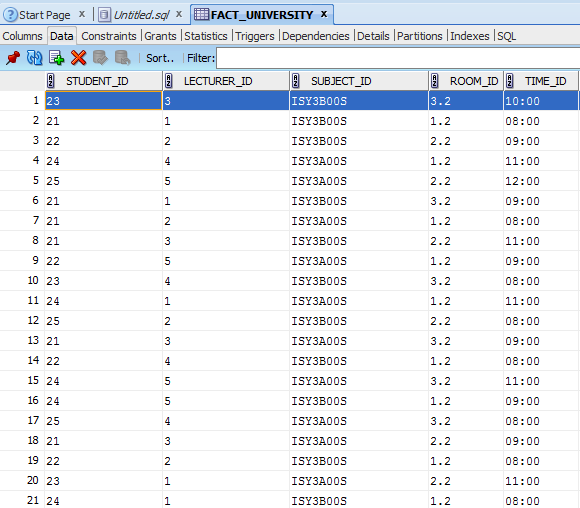 Start Page x Untitled.sql x FACT_UNIVERSITY x
Columns Data Constraints Grants Statistics Triggers Dependencies Details Partitions Indexes SQL
Sort.. Filter:
STUDENT_ID LECTURER_ID SUBJECT_ID ROOM_ID TIME_ID
1 23 3 ISY3B00S 3.2 10:00
2 21 1 ISY3B00S 1.2 08:00
3 22 2 ISY3B00S 2.2 09:00
4 24 4 ISY3A00S 1.2 11:00
5 25 5 ISY3A00S 2.2 12:00
6 21 1 ISY3B00S 3.2 09:00
7 21 2 ISY3A00S 1.2 08:00
8 21 3 ISY3B00S 2.2 11:00
9 22 5 ISY3A00S 1.2 09:00
10 23 4 ISY3B00S 3.2 08:00
11 24 1 ISY3A00S 1.2 11:00
12 25 2 ISY3B00S 2.2 08:00
13 21 3 ISY3A00S 3.2 09:00
14 22 4 ISY3B00S 1.2 08:00
15 24 5 ISY3A00S 3.2 11:00
16 24 5 ISY3B00S 1.2 09:00
17 25 4 ISY3A00S 3.2 08:00
18 21 3 ISY3A00S 2.2 09:00
19 22 2 ISY3B00S 1.2 08:00
20 23 1 ISY3A00S 2.2 11:00
21 24 1 ISY3B00S 1.2 08:00